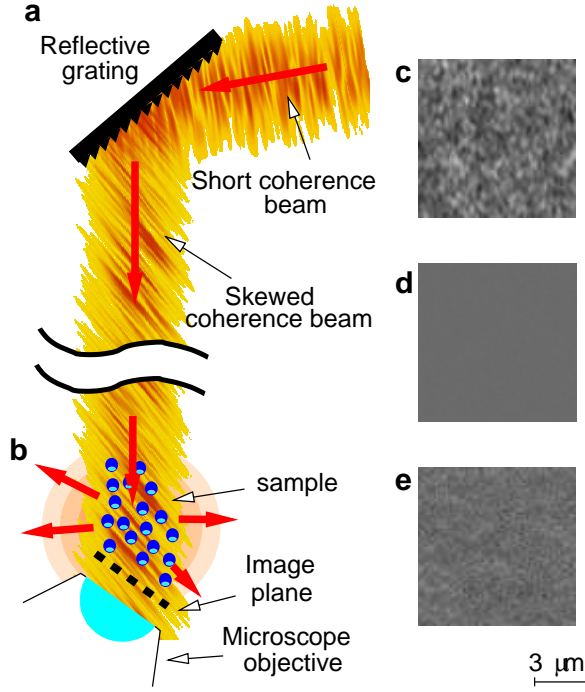 a
Reflective
grating
Short coherence
beam
Skewed
coherence beam
b
sample
Image
plane
Microscope
objective
c
d
e
3 μm